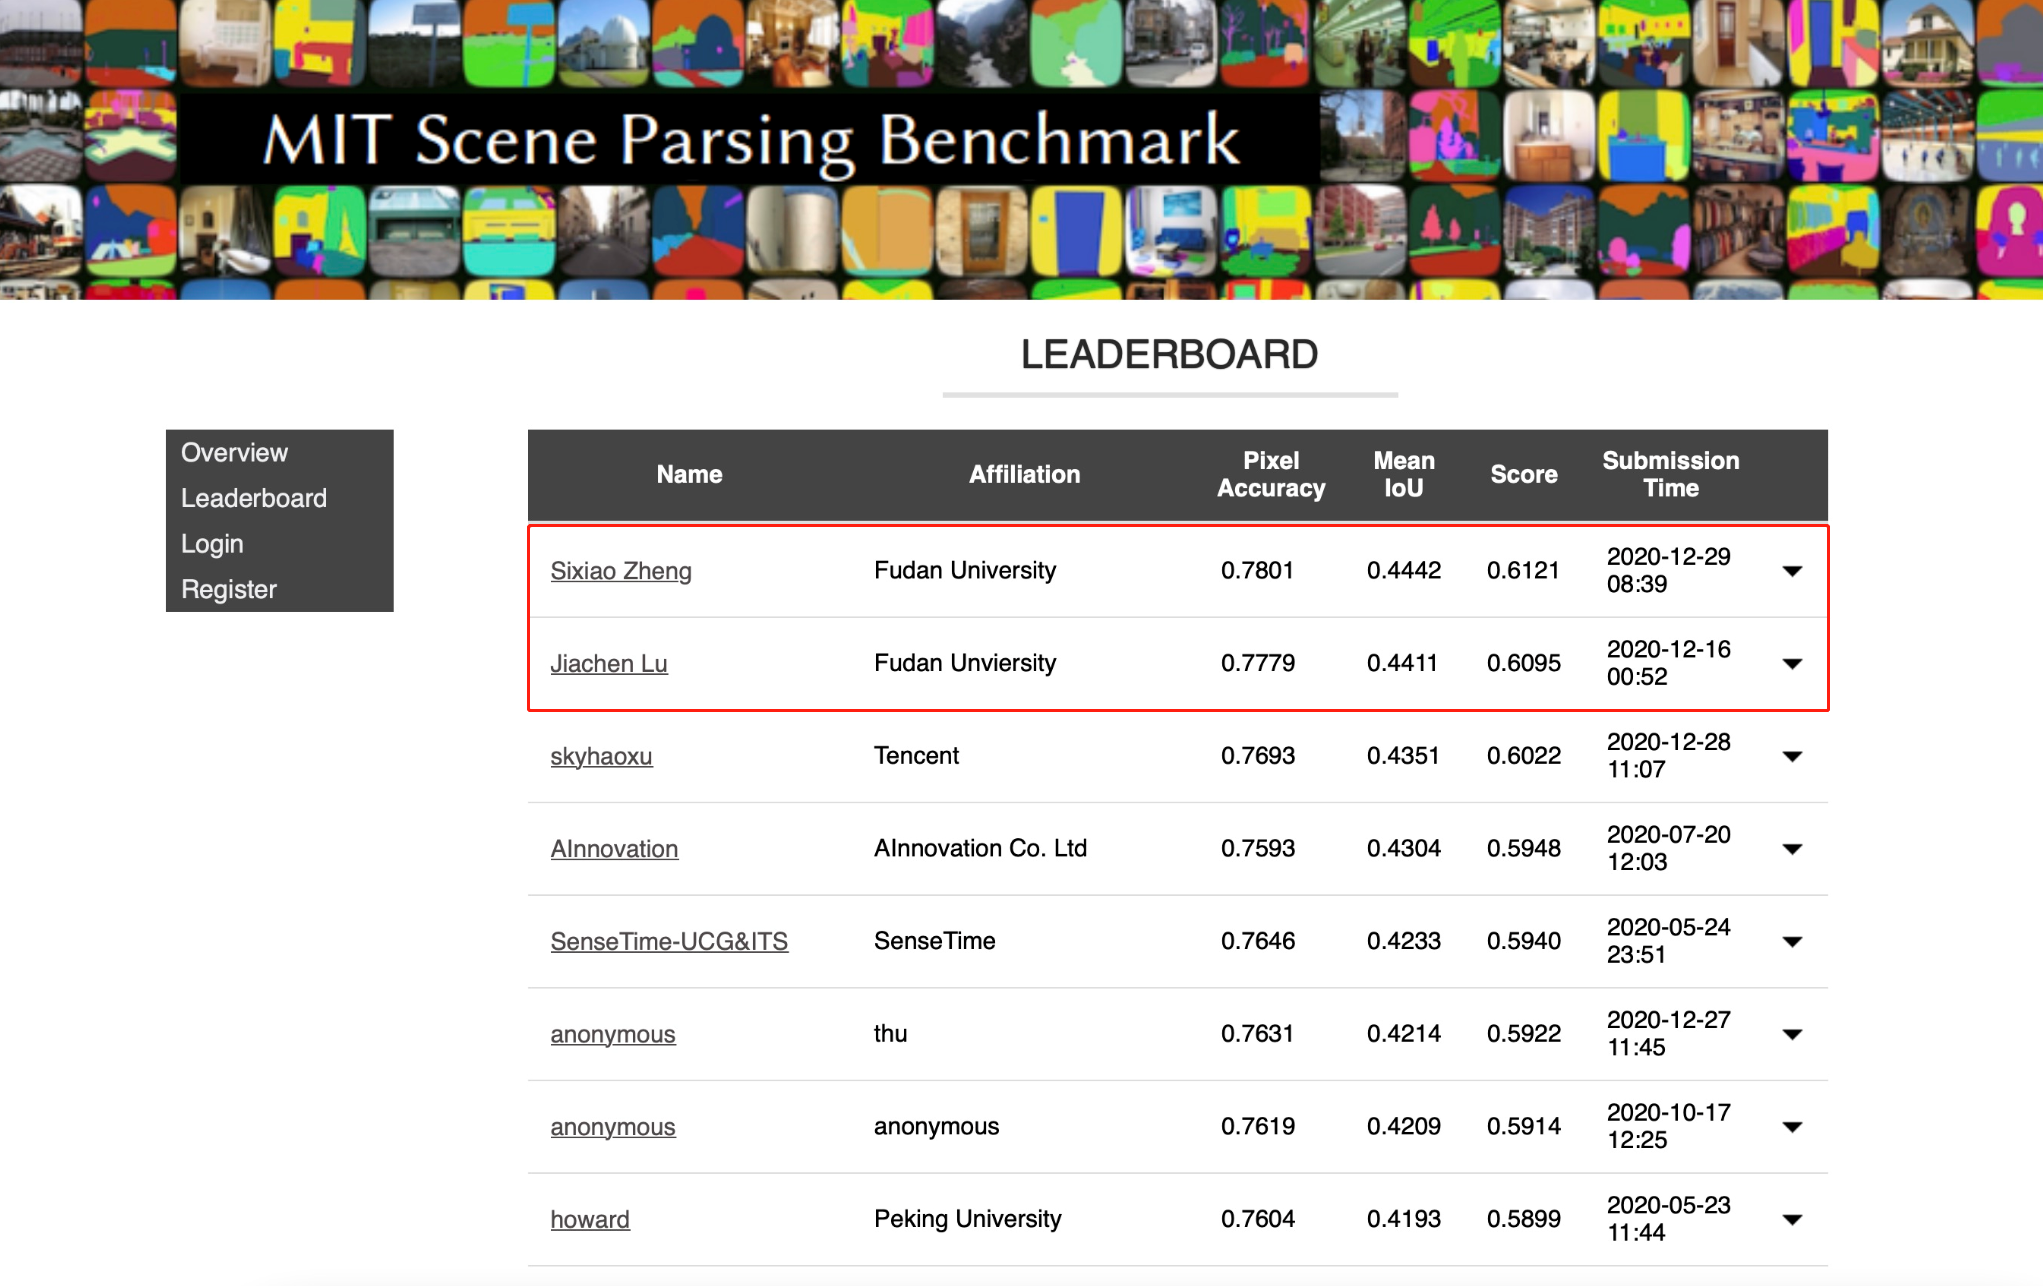 MIT Scene Parsing Benchmark
LEADERBOARD
Overview
Leaderboard
Login
Register
Name Affiliation Pixel Accuracy Mean IoU Score Submission Time
Sixiao Zheng Fudan University 0.7801 0.4442 0.6121 2020-12-29 08:39
Jiachen Lu Fudan Unviersity 0.7779 0.4411 0.6095 2020-12-16 00:52
skyhaoxu Tencent 0.7693 0.4351 0.6022 2020-12-28 11:07
AInnovation AInnovation Co. Ltd 0.7593 0.4304 0.5948 2020-07-20 12:03
SenseTime-UCG&ITS SenseTime 0.7646 0.4233 0.5940 2020-05-24 23:51
anonymous thu 0.7631 0.4214 0.5922 2020-12-27 11:45
anonymous anonymous 0.7619 0.4209 0.5914 2020-10-17 12:25
howard Peking University 0.7604 0.4193 0.5899 2020-05-23 11:44